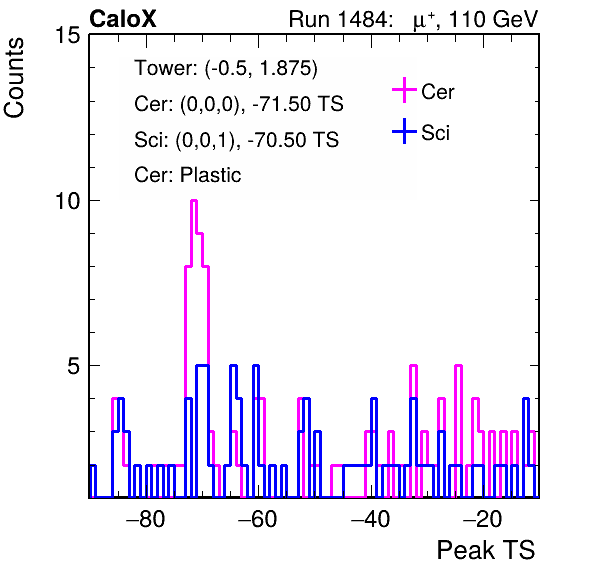 CaloX Run 1484: μ⁺, 110 GeV
Counts
15
10
5
Tower: (-0.5, 1.875)
Cer: (0,0,0), -71.50 TS
Sci: (0,0,1), -70.50 TS
Cer: Plastic
Cer
Sci
−80 −60 −40 −20
Peak TS